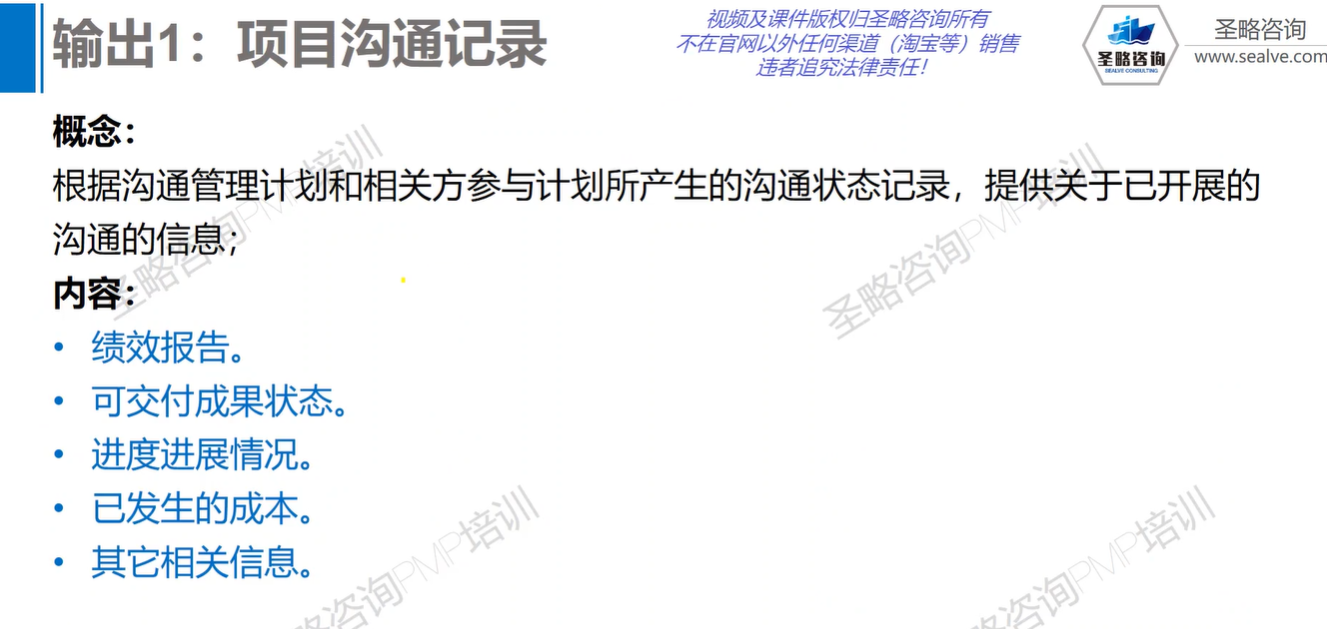 输出1：项目沟通记录
视频及课件版权归圣略咨询所有
不在官网以外任何渠道（淘宝等）销售
违者追究法律责任！
圣略咨询
SEALVE CONSULTING
圣略咨询
www.sealve.com
概念：
根据沟通管理计划和相关方参与计划所产生的沟通状态记录，提供关于已开展的
沟通的信息；
内容：
• 绩效报告。
• 可交付成果状态。
• 进度进展情况。
• 已发生的成本。
• 其它相关信息。
圣略咨询PMP培训
圣略咨询PMP培训
略咨询PMP培训
略咨询PMP培训